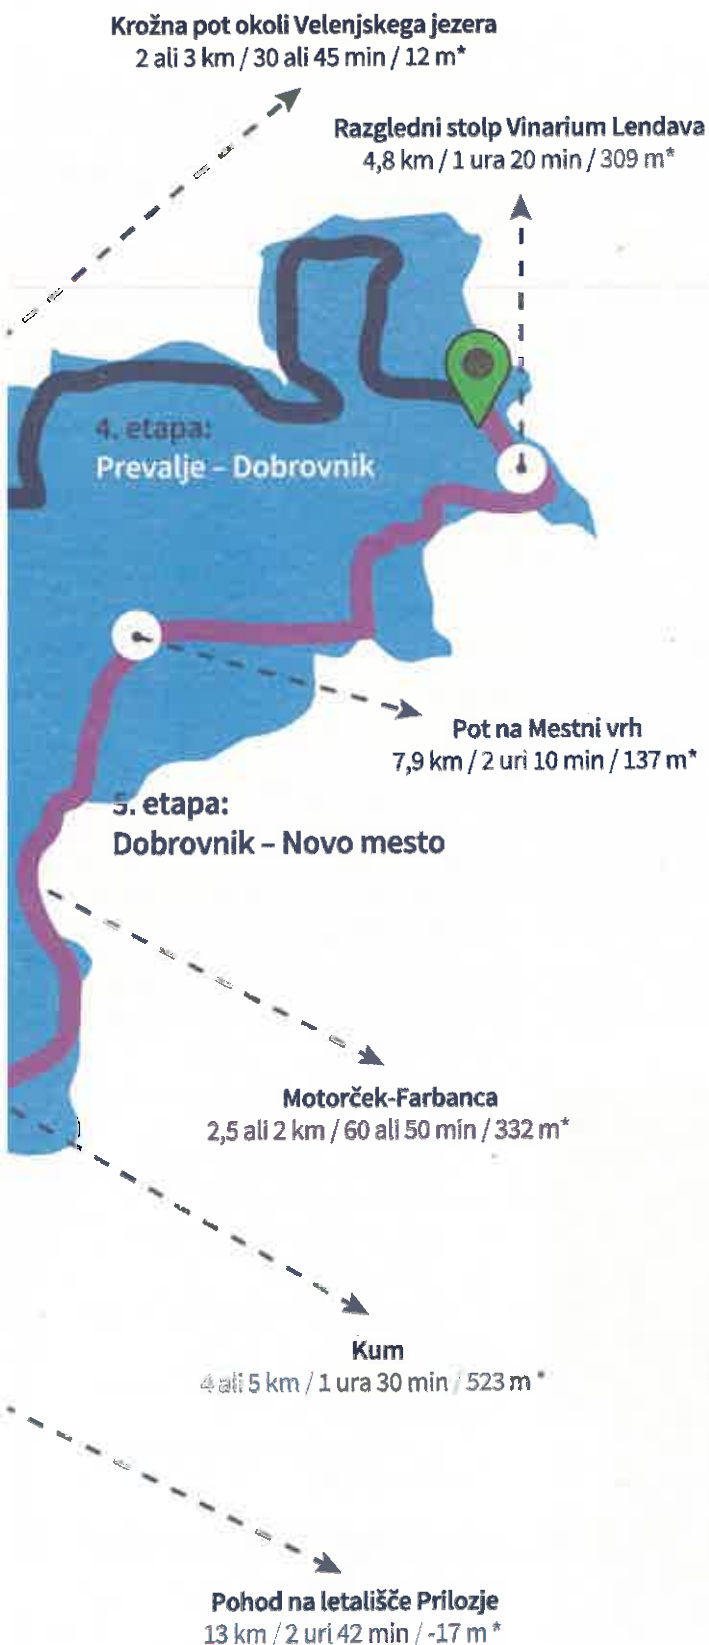 Krožna pot okoli Velenjskega jezera
2 ali 3 km / 30 ali 45 min / 12 m*
Razgledni stolp Vinarium Lendava
4,8 km / 1 ura 20 min / 309 m*
4. etapa:
Prevalje – Dobrovnik
Pot na Mestni vrh
7,9 km / 2 uri 10 min / 137 m*
5. etapa:
Dobrovnik – Novo mesto
Motorček-Farbanca
2,5 ali 2 km / 60 ali 50 min / 332 m*
Kum
4 ali 5 km / 1 ura 30 min / 523 m *
Pohod na letališče Prilozje
13 km / 2 uri 42 min / -17 m *